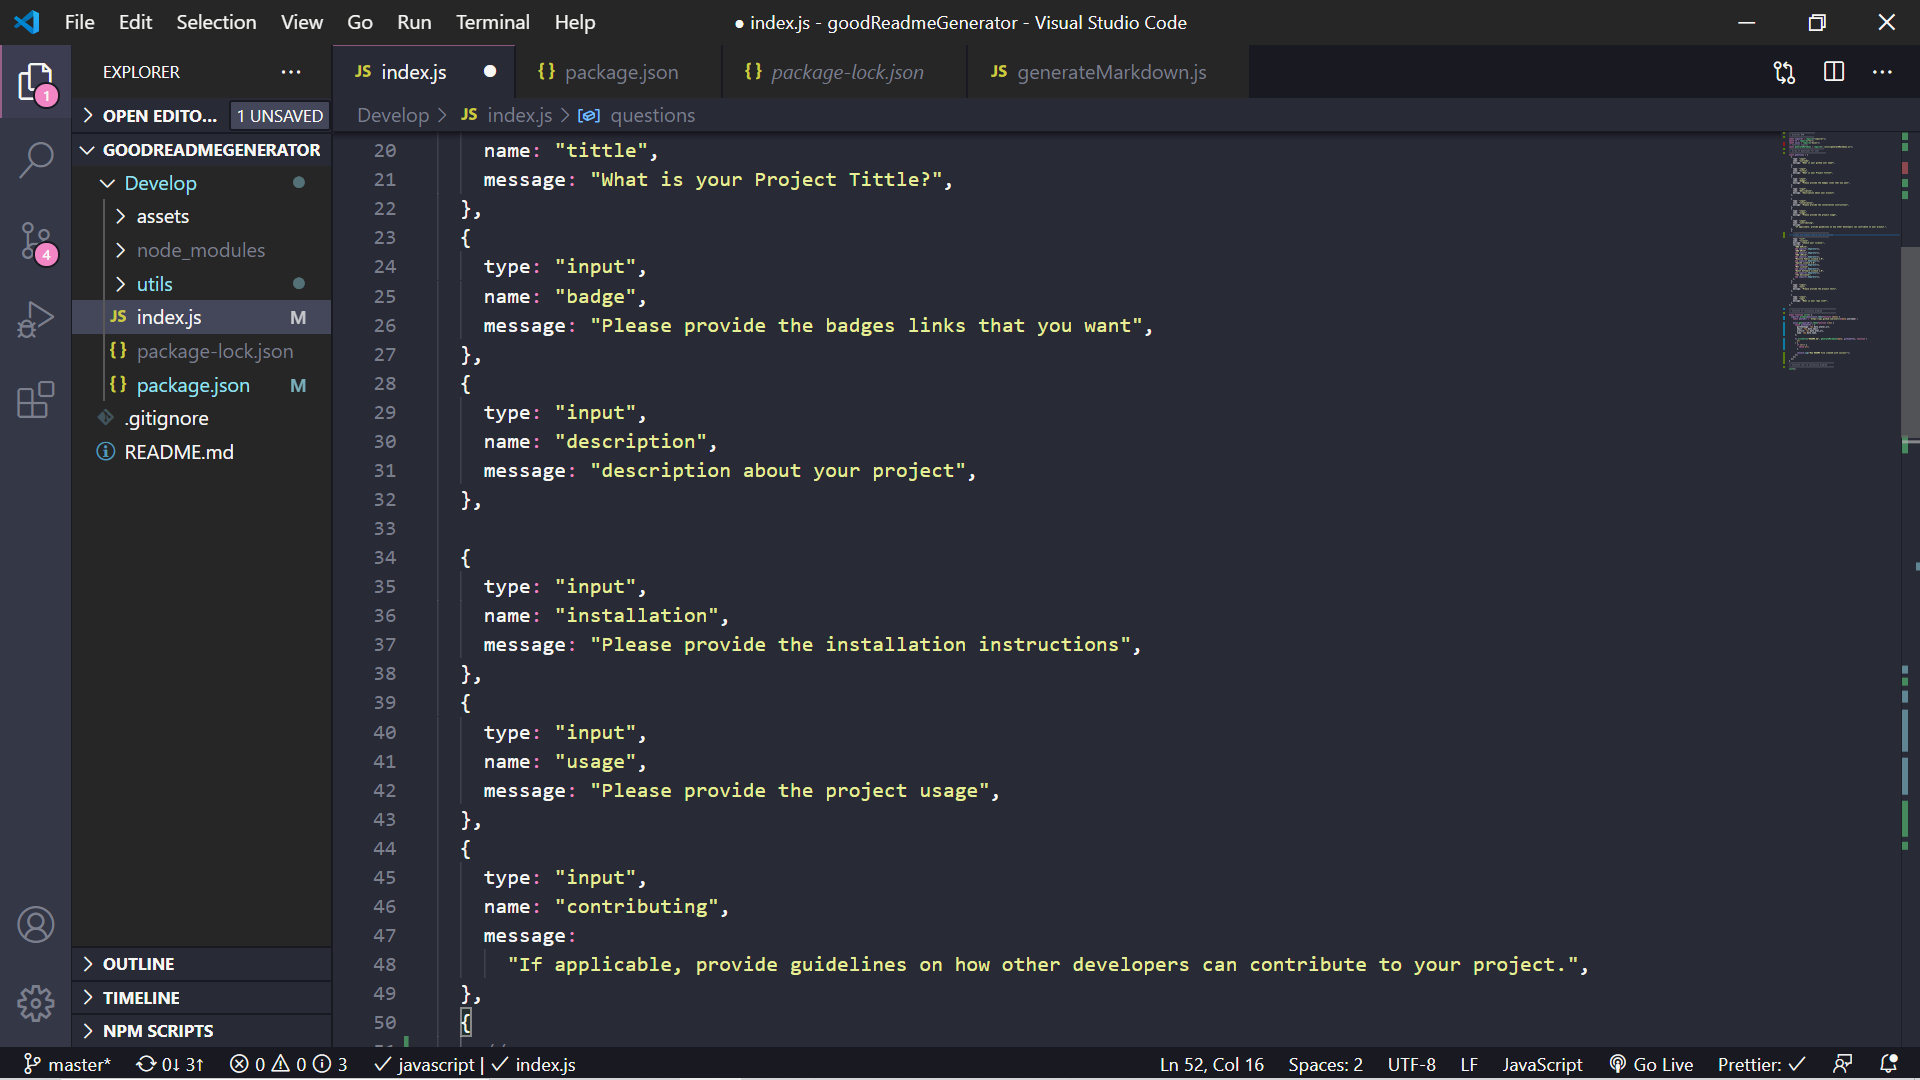 File Edit Selection View Go Run Terminal Help
● index.js - goodReadmeGenerator - Visual Studio Code
EXPLORER
OPEN EDITO... 1 UNSAVED
GOODREADMEGENERATOR
Develop
assets
node_modules
utils
JS index.js M
{} package-lock.json
{} package.json M
.gitignore
README.md
OUTLINE
TIMELINE
NPM SCRIPTS
1
4
JS index.js {} package.json {} package-lock.json JS generateMarkdown.js
Develop > JS index.js > questions
20 name: "tittle",
21 message: "What is your Project Tittle?",
22 },
23 {
24 type: "input",
25 name: "badge",
26 message: "Please provide the badges links that you want",
27 },
28 {
29 type: "input",
30 name: "description",
31 message: "description about your project",
32 },
33
34 {
35 type: "input",
36 name: "installation",
37 message: "Please provide the installation instructions",
38 },
39 {
40 type: "input",
41 name: "usage",
42 message: "Please provide the project usage",
43 },
44 {
45 type: "input",
46 name: "contributing",
47 message:
48 "If applicable, provide guidelines on how other developers can contribute to your project.",
49 },
50 {
master* 0↓ 3↑ 0 0 3 javascript | index.js Ln 52, Col 16 Spaces: 2 UTF-8 LF JavaScript Go Live Prettier: ✓